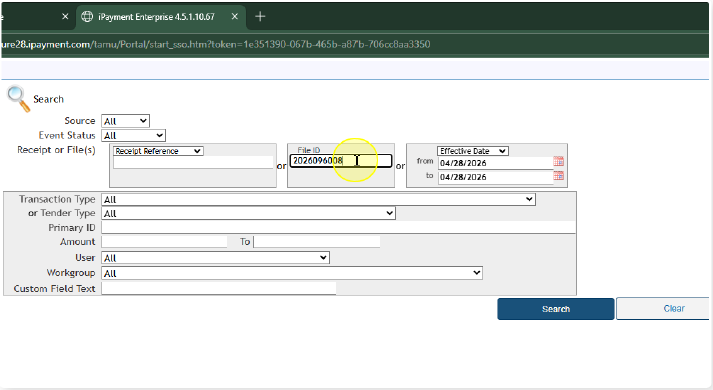 e × iPayment Enterprise 4.5.1.10.67 × +
ure28.ipayment.com/tamu/Portal/start_sso.htm?token=1e351390-067b-465b-a87b-706cc8aa3350
Search
Source All
Event Status All
Receipt or File(s) Receipt Reference or File ID 2026096008 or Effective Date
from 04/28/2026
to 04/28/2026
Transaction Type All
or Tender Type All
Primary ID
Amount To
User All
Workgroup All
Custom Field Text
Search Clear